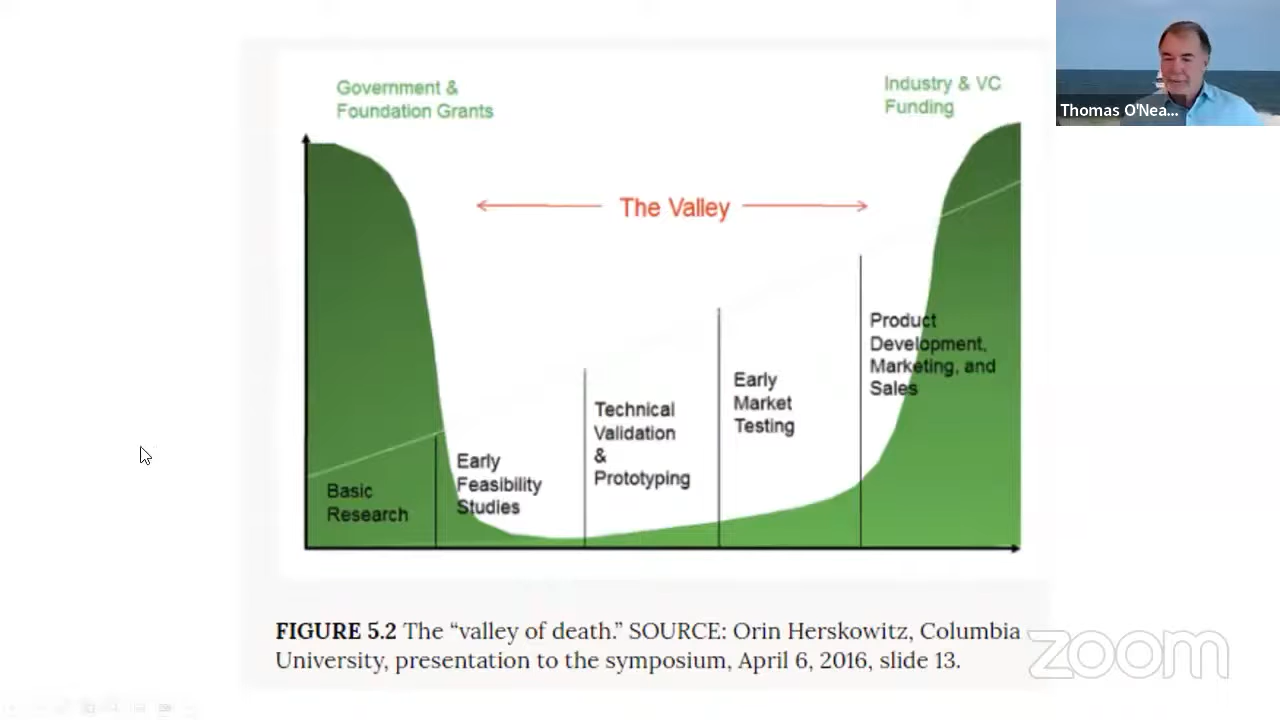 Government &
Foundation Grants
Industry & VC
Funding
Thomas O'Nea...
The Valley
Basic
Research
Early
Feasibility
Studies
Technical
Validation
&
Prototyping
Early
Market
Testing
Product
Development,
Marketing, and
Sales
FIGURE 5.2 The “valley of death.” SOURCE: Orin Herskowitz, Columbia
University, presentation to the symposium, April 6, 2016, slide 13.
zoom